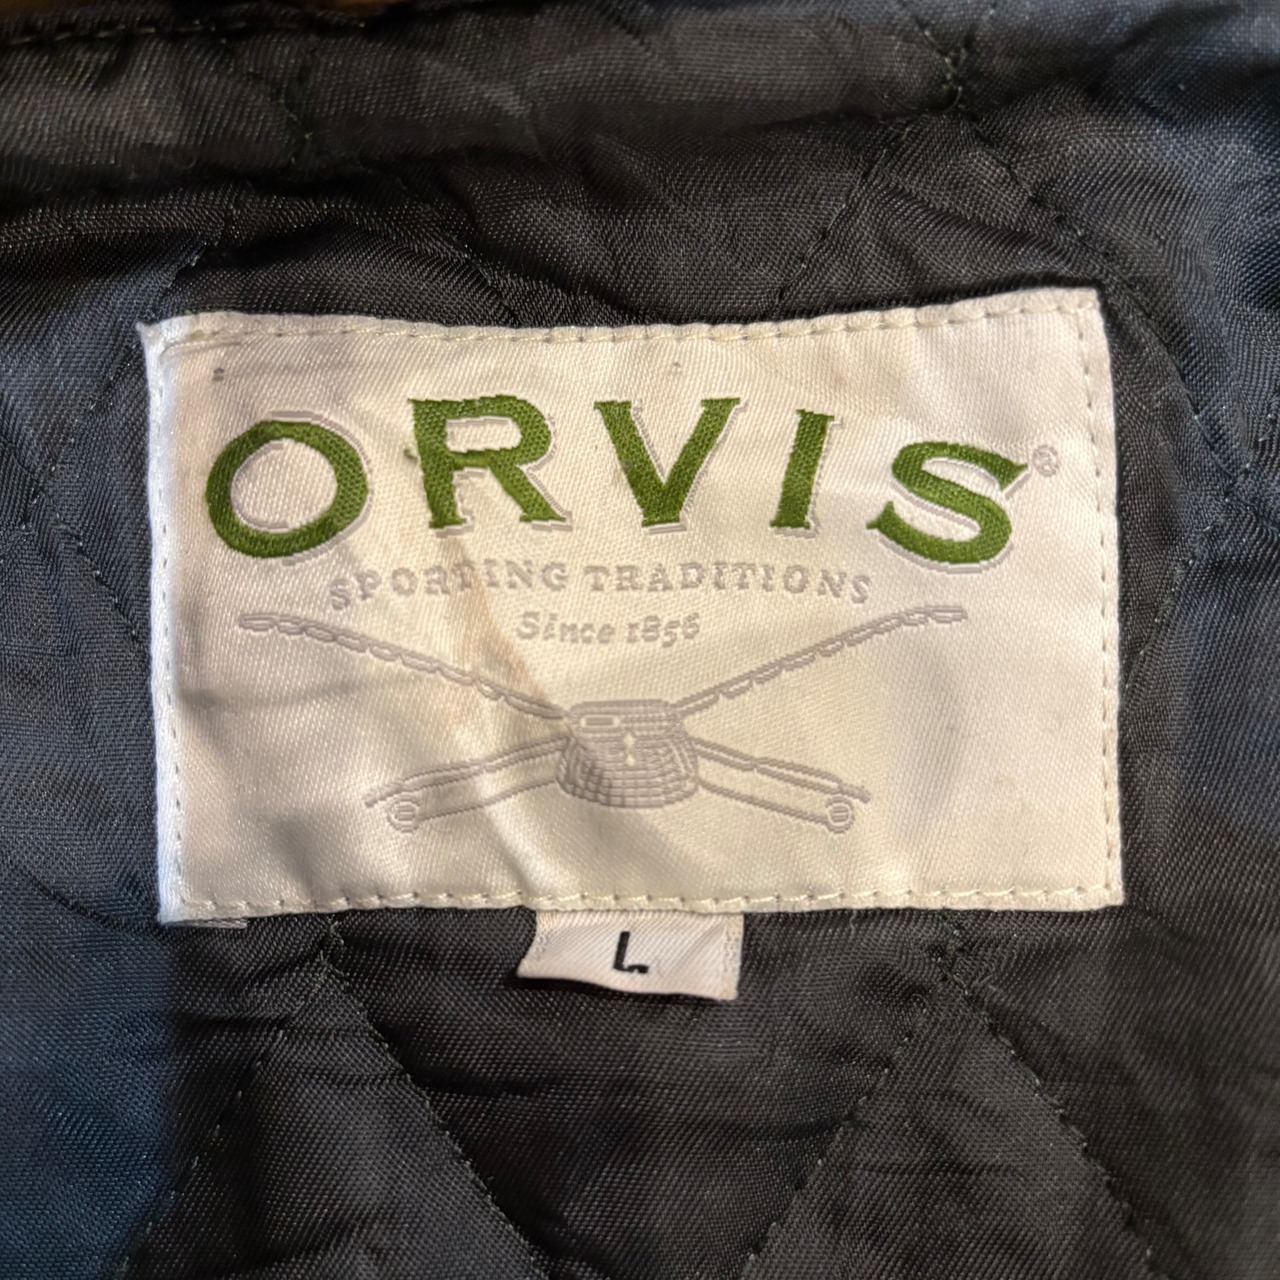 ORVIS®
SPORTING TRADITIONS
Since 1856
L